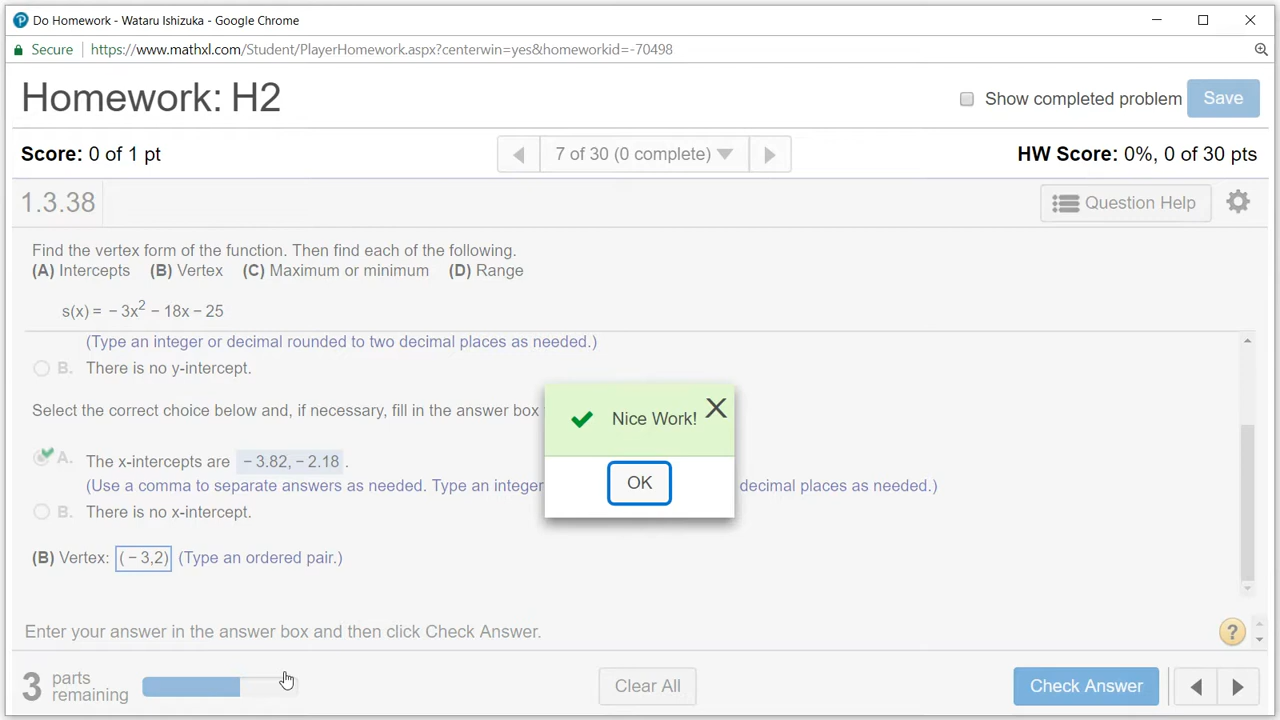 Do Homework - Wataru Ishizuka - Google Chrome
Secure https://www.mathxl.com/Student/PlayerHomework.aspx?centerwin=yes&homeworkid=-70498
Homework: H2
Show completed problem Save
Score: 0 of 1 pt 7 of 30 (0 complete) HW Score: 0%, 0 of 30 pts
1.3.38 Question Help
Find the vertex form of the function. Then find each of the following.
(A) Intercepts (B) Vertex (C) Maximum or minimum (D) Range
s(x) = − 3x² − 18x − 25
(Type an integer or decimal rounded to two decimal places as needed.)
B. There is no y-intercept.
Select the correct choice below and, if necessary, fill in the answer box
Nice Work!
OK
A. The x-intercepts are − 3.82, − 2.18 .
(Use a comma to separate answers as needed. Type an integer decimal places as needed.)
B. There is no x-intercept.
(B) Vertex: ( − 3,2) (Type an ordered pair.)
Enter your answer in the answer box and then click Check Answer.
?
3 parts remaining Clear All Check Answer